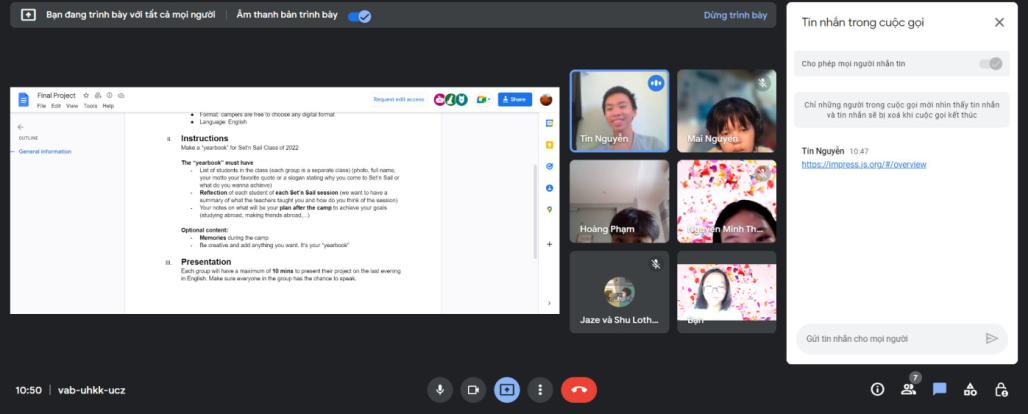 Bạn đang trình bày với tất cả mọi người
Âm thanh bản trình bày
Dừng trình bày
Final Project
File Edit View Tools Help
Request edit access
Share
OUTLINE
General Information
● Format: campers are free to choose any digital format
● Language: English
II. Instructions
Make a "yearbook" for Set'n Sail Class of 2022
The "yearbook" must have
- List of students in the class (each group is a separate class) (photo, full name,
your motto your favorite quote or a slogan stating why you come to Set'n Sail or
what do you wanna achieve)
- Reflection of each student of each Set'n Sail session (we want to have a
summary of what the teachers taught you and how do you think of the session)
- Your notes on what will be your plan after the camp to achieve your goals
(studying abroad, making friends abroad,...)
Optional content:
- Memories during the camp
- Be creative and add anything you want. It's your "yearbook"
III. Presentation
Each group will have a maximum of 10 mins to present their project on the last evening
in English. Make sure everyone in the group has the chance to speak.
Tín Nguyễn
Mai Nguyen
Hoàng Phạm
Nguyễn Minh Th...
Jaze và Shu Loth...
Bạn
Tin nhắn trong cuộc gọi
Cho phép mọi người nhắn tin
Chỉ những người trong cuộc gọi mới nhìn thấy tin nhắn
và tin nhắn sẽ bị xoá khi cuộc gọi kết thúc
Tín Nguyễn 10:47
https://impress.js.org/#/overview
Gửi tin nhắn cho mọi người
10:50 | vab-uhkk-ucz
7